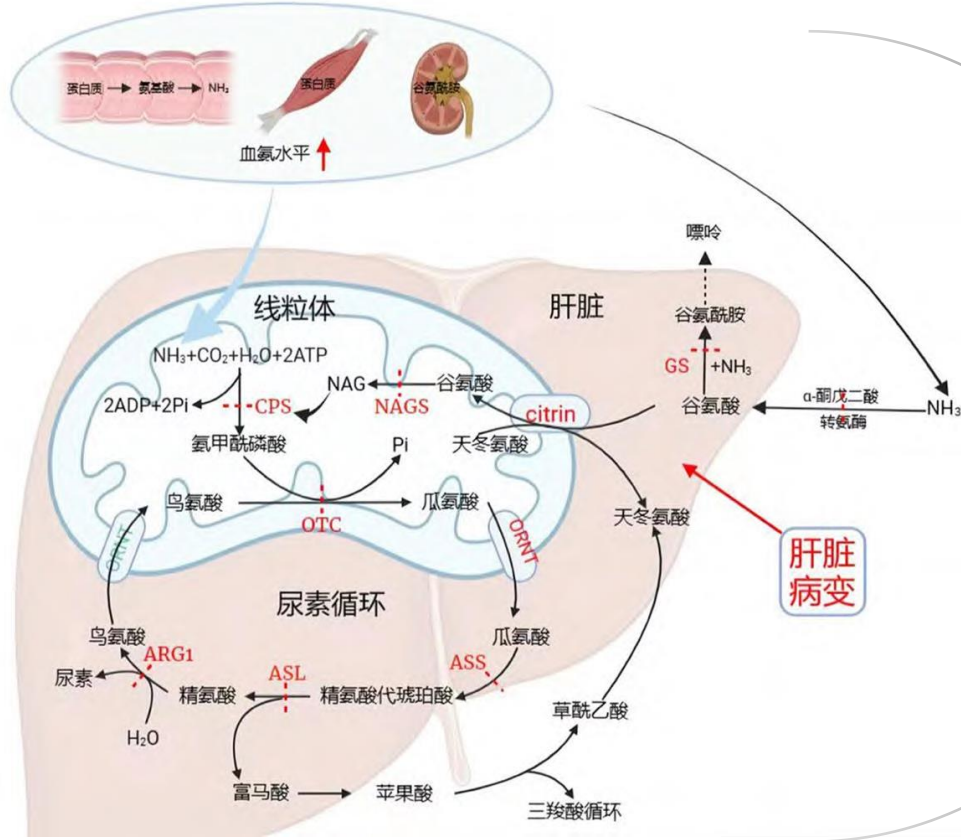 蛋白质 氨基酸 NH₃
蛋白质
谷氨酰胺
血氨水平
嘌呤
线粒体
肝脏
谷氨酰胺
NH₃+CO₂+H₂O+2ATP
GS
+NH₃
NAG
谷氨酸
2ADP+2Pi
CPS
NAGS
citrin
谷氨酸
α-酮戊二酸
转氨酶
NH₃
氨甲酰磷酸
Pi
天冬氨酸
鸟氨酸
瓜氨酸
OTC
ORNT
ORNT
天冬氨酸
肝脏
病变
尿素循环
鸟氨酸
瓜氨酸
ARG1
ASL
ASS
尿素
精氨酸
精氨酸代琥珀酸
H₂O
草酰乙酸
富马酸
苹果酸
三羧酸循环